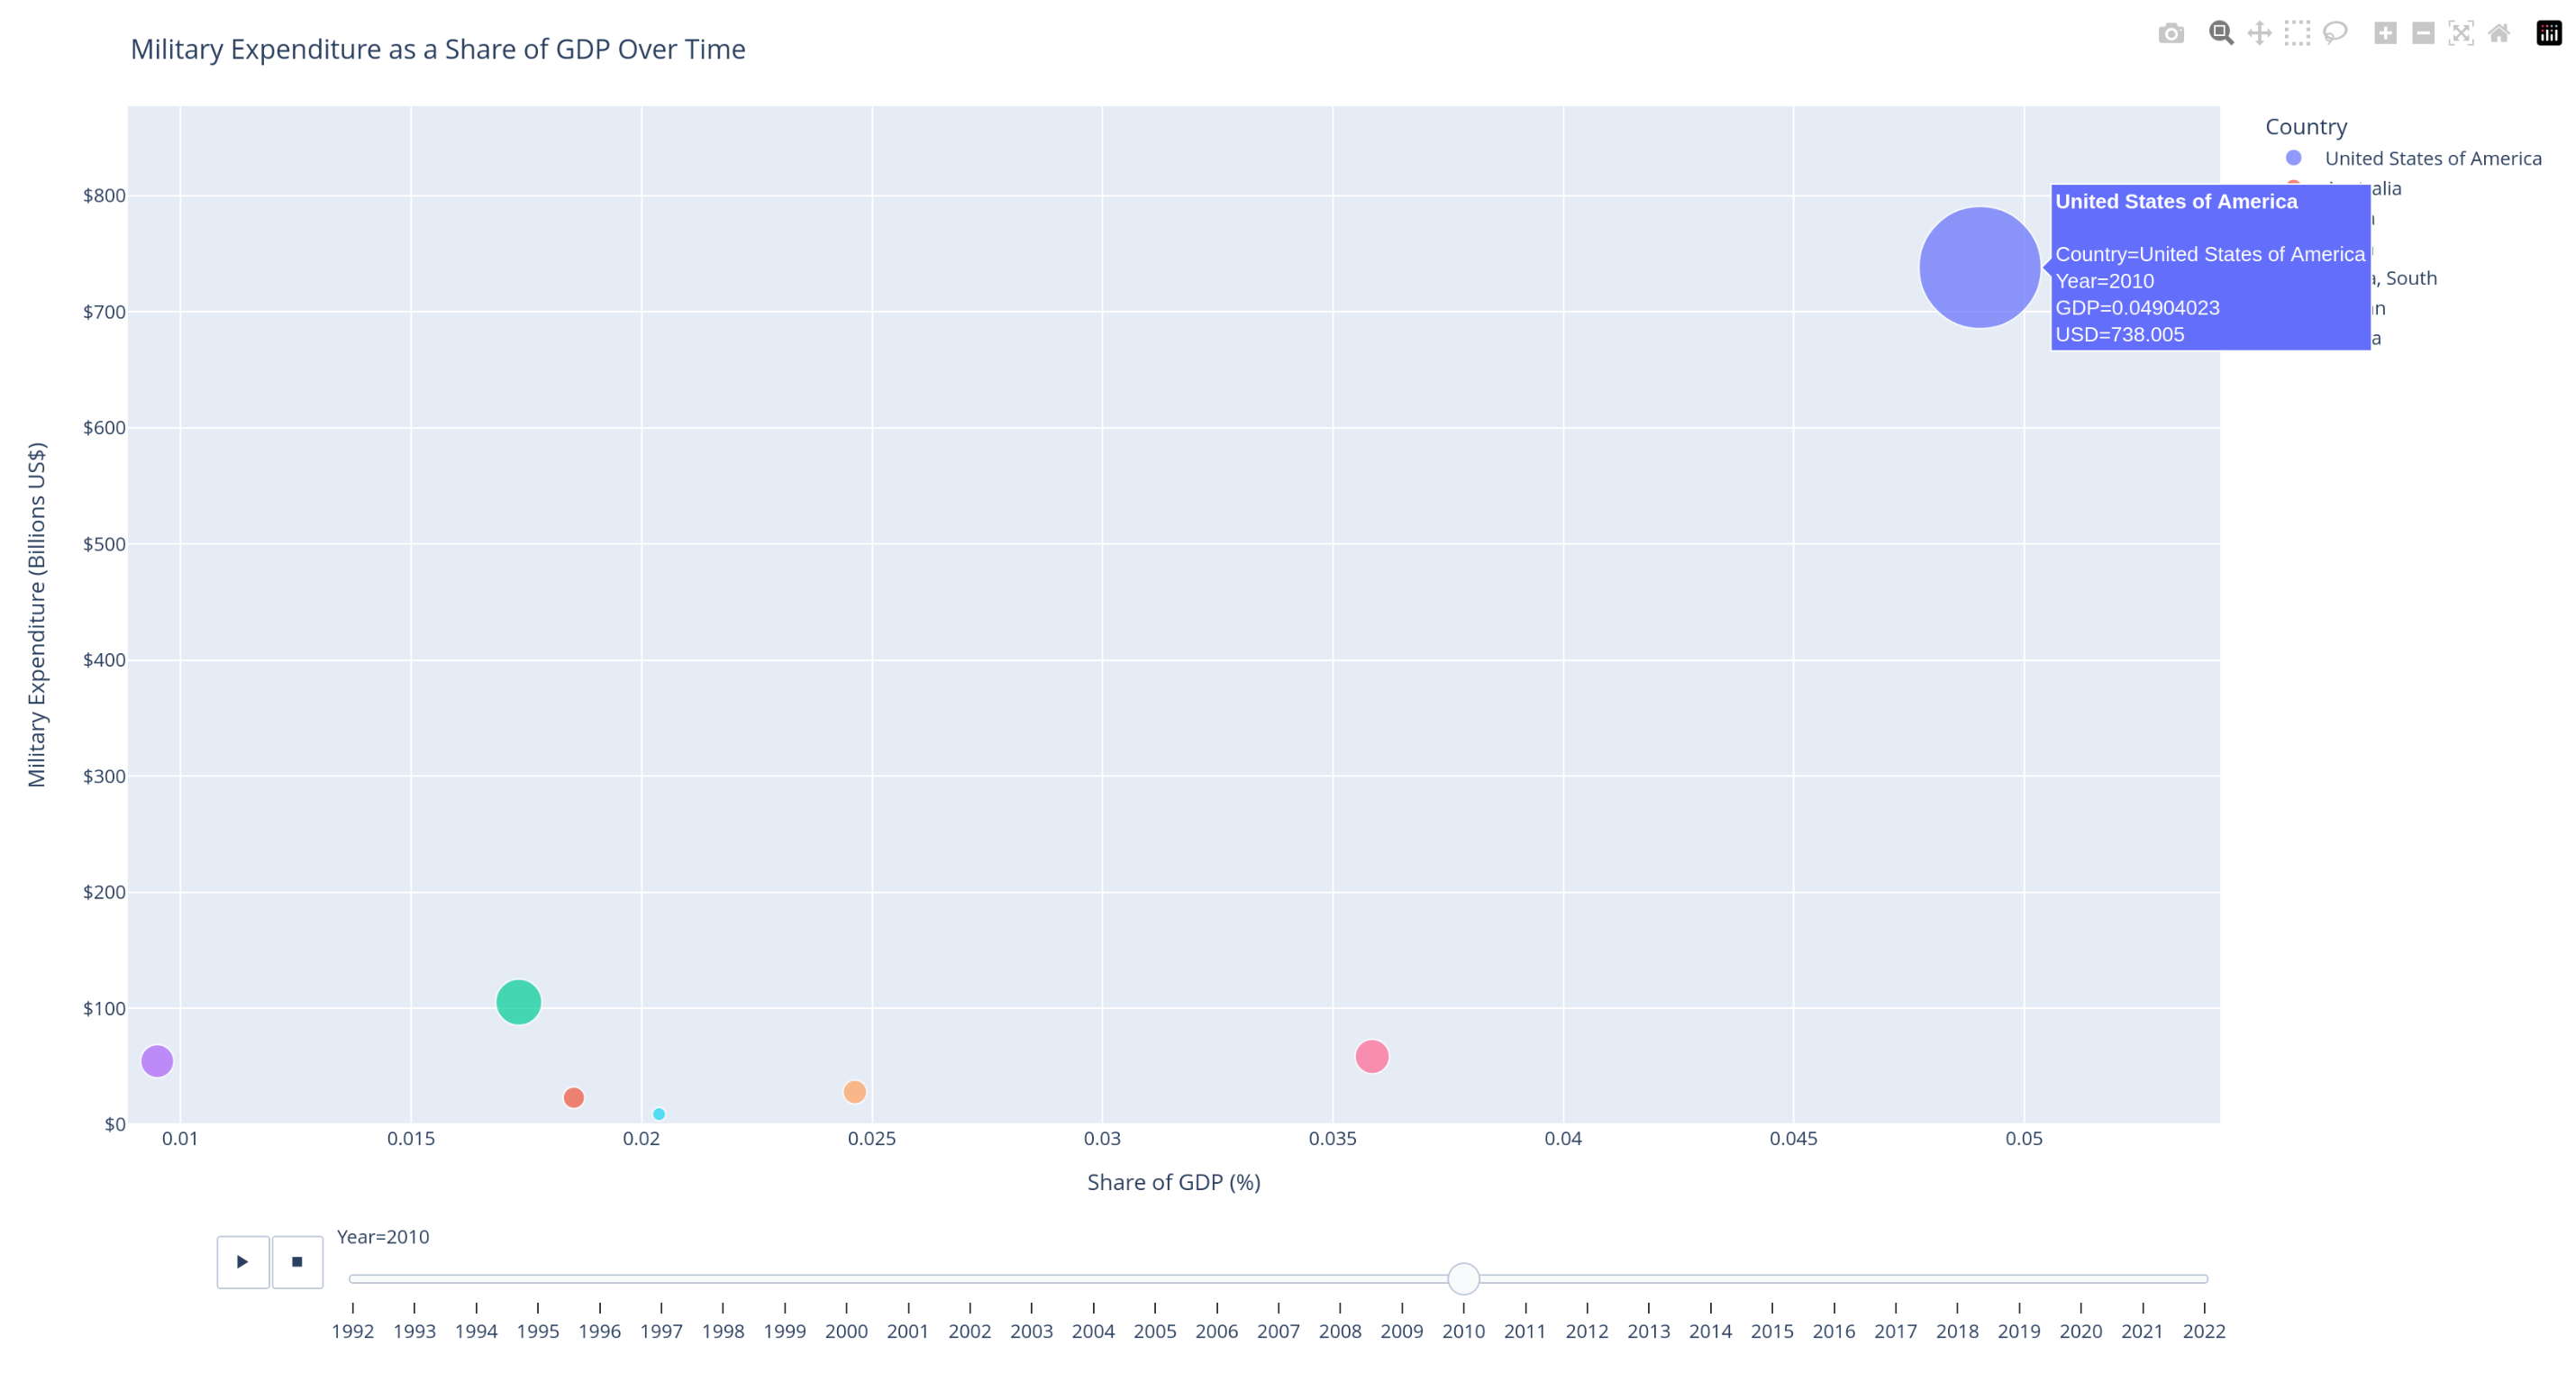 Military Expenditure as a Share of GDP Over Time
Country
United States of America
United States of America
Country=United States of America
Year=2010
GDP=0.04904023
USD=738.005
, South
Military Expenditure (Billions US$)
$800
$700
$600
$500
$400
$300
$200
$100
$0
0.01 0.015 0.02 0.025 0.03 0.035 0.04 0.045 0.05
Share of GDP (%)
Year=2010
1992 1993 1994 1995 1996 1997 1998 1999 2000 2001 2002 2003 2004 2005 2006 2007 2008 2009 2010 2011 2012 2013 2014 2015 2016 2017 2018 2019 2020 2021 2022